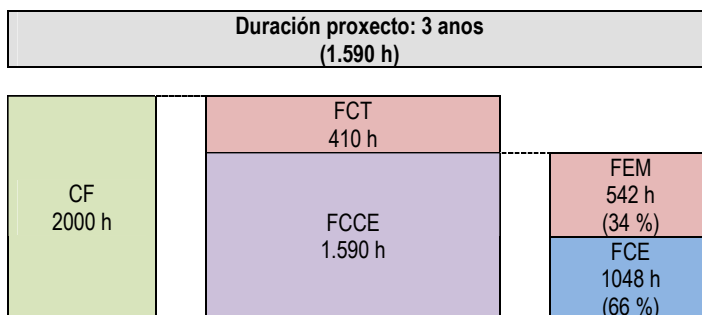 Duración proxecto: 3 anos
(1.590 h)
CF
2000 h
FCT
410 h
FCCE
1.590 h
FEM
542 h
(34 %)
FCE
1048 h
(66 %)